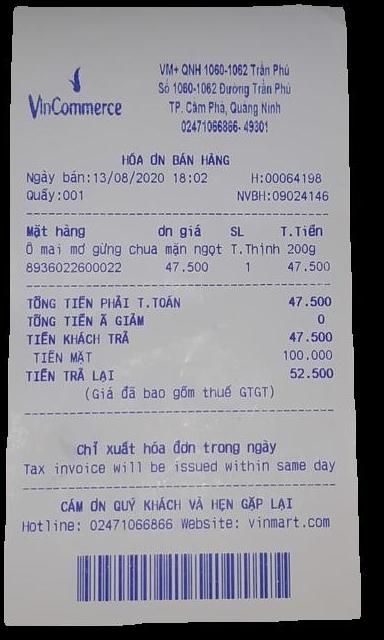 VinCommerce
VM+ QNH 1060-1062 Trần Phú
Số 1060-1062 Đường Trần Phú
TP. Cẩm Phả, Quảng Ninh
02471066866- 49301
HÓA ƠN BÁN HÀNG
Ngày bán:13/08/2020 18:02 H:00064198
Quầy:001 NVBH:09024146
Mặt hàng ơn giá SL T.Tiền
Ô mai mơ gừng chua mặn ngọt T.Thịnh 200g
8936022600022 47.500 1 47.500
TỔNG TIỀN PHẢI T.TOÁN 47.500
TỔNG TIỀN Ã GIẢM 0
TIỀN KHÁCH TRẢ 47.500
TIỀN MẶT 100.000
TIỀN TRẢ LẠI 52.500
(Giá đã bao gồm thuế GTGT)
Chỉ xuất hóa đơn trong ngày
Tax invoice will be issued within same day
CẢM ƠN QUÝ KHÁCH VÀ HẸN GẶP LẠI
Hotline: 02471066866 Website: vinmart.com